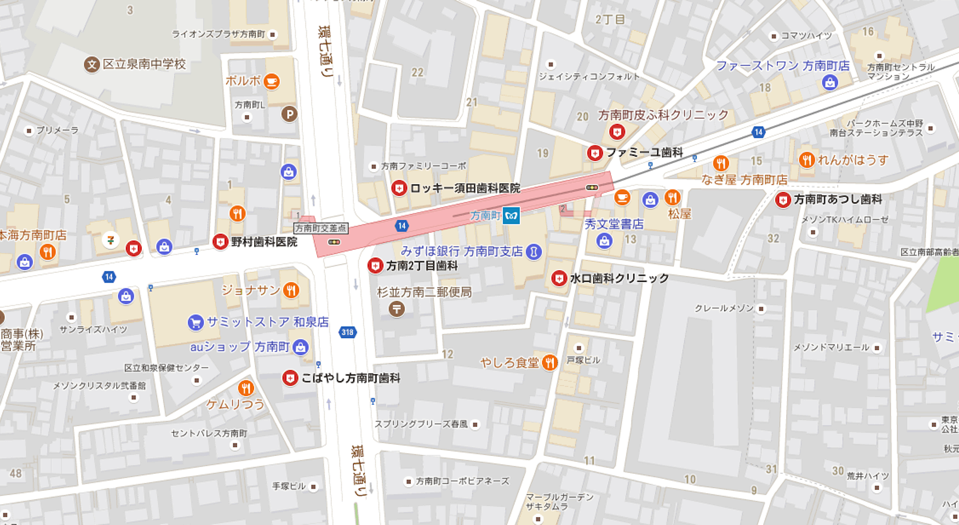 3
2丁目
ライオンズプラザ方南町
環七通り
コマツハイツ
16
区立泉南中学校
ボルボ
22
ジェイシティコンフォルト
ファーストワン 方南町店
方南町セントラル
マンション
18
方南町L
21
P
プリメーラ
20
方南町皮ふ科クリニック
14
パークホームズ中野
南台ステーションテラス
4
方南ファミリーコーポ
19
ファミーユ歯科
15
れんがはうす
5
1
ロッキー須田歯科医院
なぎ屋 方南町店
方南町あつし歯科
方南町
松屋
方南町交差点
14
2
秀文堂書店
メゾンTKハイムローゼ
本海方南町店
野村歯科医院
みずほ銀行 方南町支店
13
32
区立南部高齢者
方南2丁目歯科
14
水口歯科クリニック
ジョナサン
杉並方南二郵便局
クレールメゾン
サンライズハイツ
サミットストア 和泉店
商事(株)
営業所
318
サミッ
auショップ 方南町
戸塚ビル
メゾンドマリエール
12
やしろ食堂
区立和泉保健センター
こばやし方南町歯科
メゾンクリスタル弐番館
ケムリつう
スプリングブリーズ春風
東京
公社
セントパレス方南町
秋元
環七通り
11
48
31
30
荒井ハイツ
手塚ビル
方南町コーポビアネーズ
10
9
マーブルガーデン
ザキタムラ
ハイ